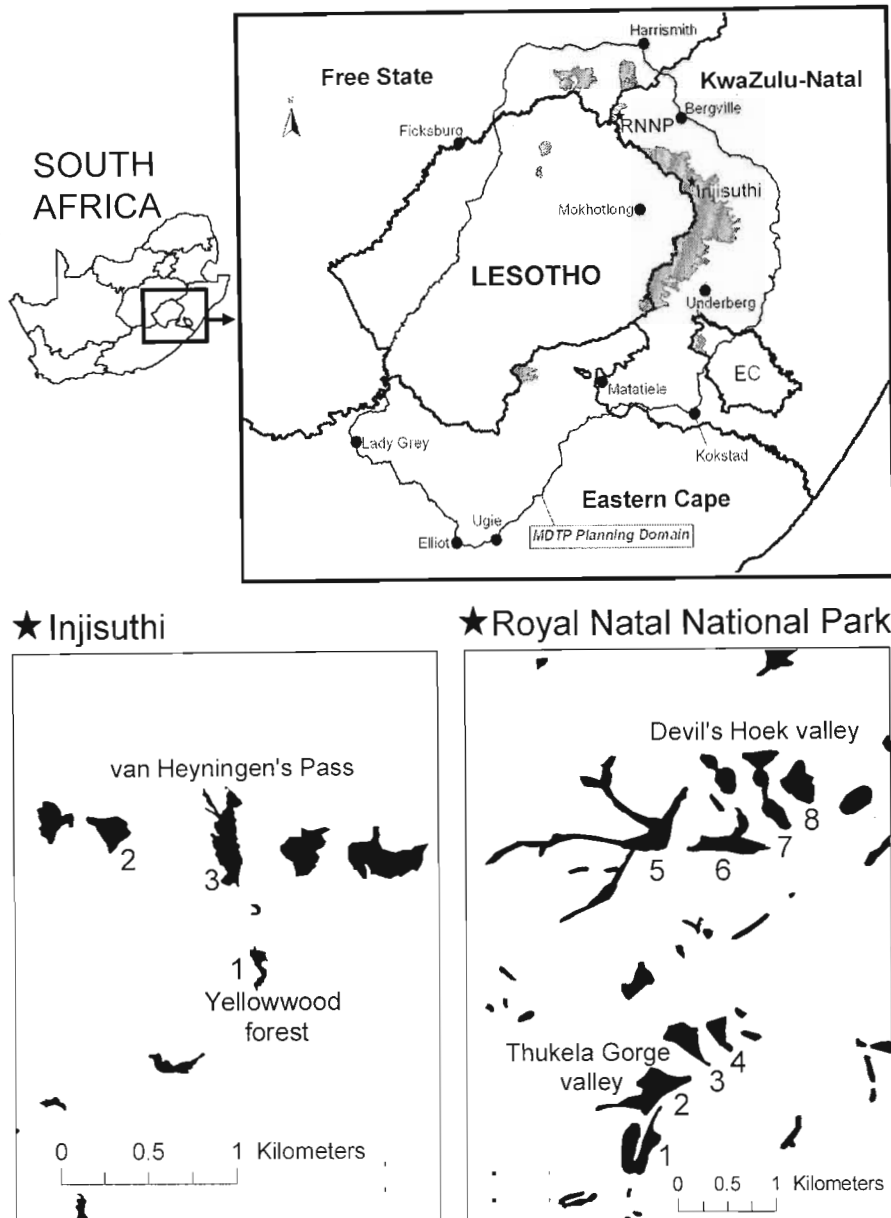 SOUTH
AFRICA
Free State
KwaZulu-Natal
Harrismith
Bergville
RNNP
Ficksburg
Injisuthi
Mokhotlong
LESOTHO
Underberg
EC
Matatiele
Kokstad
Lady Grey
Eastern Cape
Ugie
Elliot
MDTP Planning Domain
★ Injisuthi
van Heyningen's Pass
2
3
1
Yellowwood
forest
0 0.5 1 Kilometers
★ Royal Natal National Park
Devil's Hoek valley
5
6
7
8
Thukela Gorge
valley
4
3
2
1
0 0.5 1 Kilometers